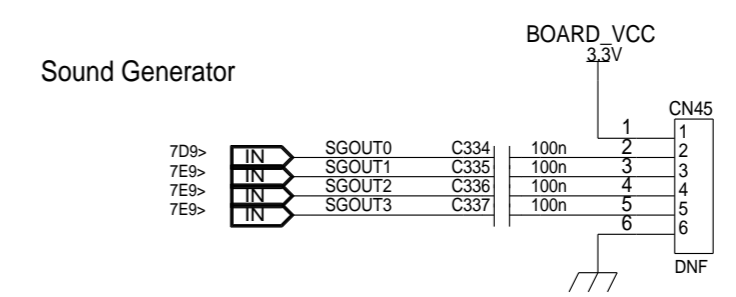 BOARD_VCC
3.3V
Sound Generator
CN45
1 1
7D9> IN SGOUT0 C334 100n 2 2
7E9> IN SGOUT1 C335 100n 3 3
7E9> IN SGOUT2 C336 100n 4 4
7E9> IN SGOUT3 C337 100n 5 5
6 6
DNF